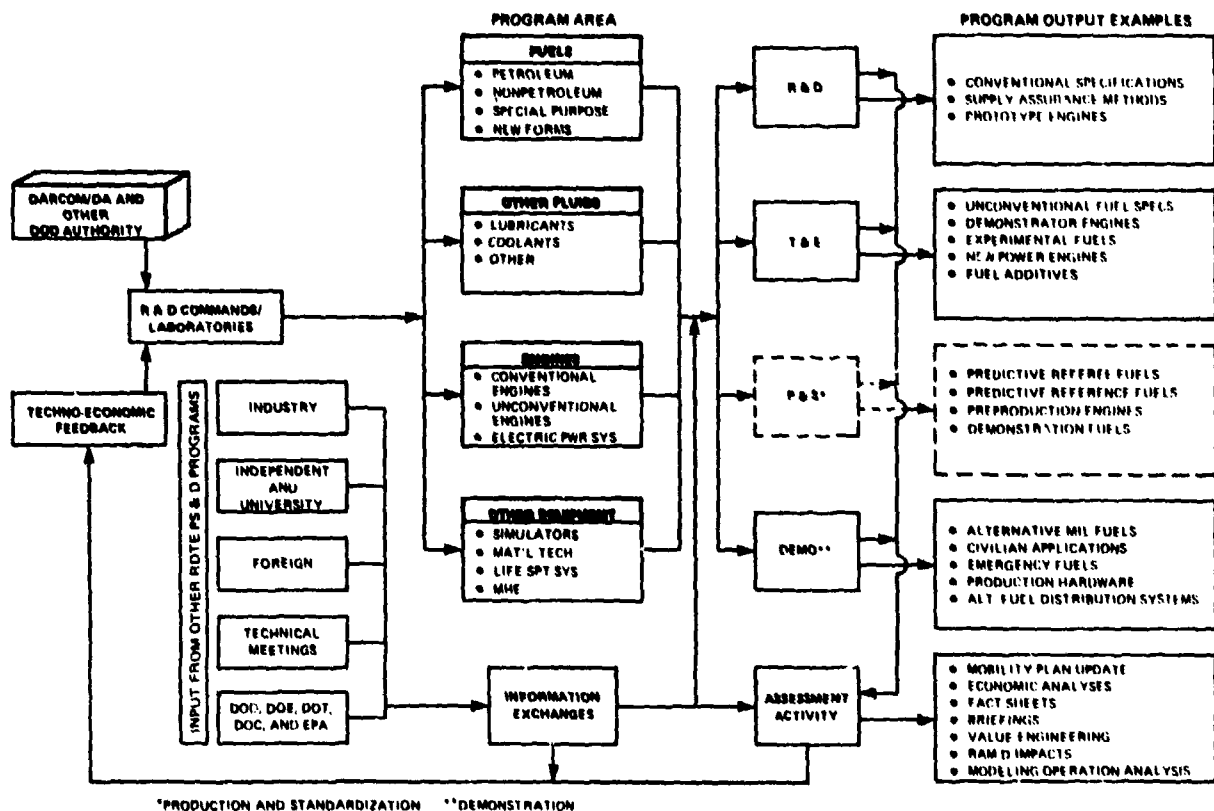 PROGRAM AREA
PROGRAM OUTPUT EXAMPLES
FUELS
• PETROLEUM
• NONPETROLEUM
• SPECIAL PURPOSE
• NEW FORMS
R & D
• CONVENTIONAL SPECIFICATIONS
• SUPPLY ASSURANCE METHODS
• PROTOTYPE ENGINES
DARCOM/DA AND
OTHER
DOD AUTHORITY
OTHER FLUIDS
• LUBRICANTS
• COOLANTS
• OTHER
T & E
• UNCONVENTIONAL FUEL SPECS
• DEMONSTRATOR ENGINES
• EXPERIMENTAL FUELS
• NEW POWER ENGINES
• FUEL ADDITIVES
R & D COMMANDS/
LABORATORIES
ENGINES
• CONVENTIONAL
ENGINES
• UNCONVENTIONAL
ENGINES
• ELECTRIC PWR SYS
P & S*
• PREDICTIVE REFEREE FUELS
• PREDICTIVE REFERENCE FUELS
• PREPRODUCTION ENGINES
• DEMONSTRATION FUELS
TECHNO-ECONOMIC
FEEDBACK
INPUT FROM OTHER RDTE PS & D PROGRAMS
INDUSTRY
INDEPENDENT
AND
UNIVERSITY
FOREIGN
TECHNICAL
MEETINGS
DOD, DOE, DOT,
DOC, AND EPA
OTHER EQUIPMENT
• SIMULATORS
• MAT'L TECH
• LIFE SPT SYS
• MHE
DEMO**
• ALTERNATIVE MIL FUELS
• CIVILIAN APPLICATIONS
• EMERGENCY FUELS
• PRODUCTION HARDWARE
• ALT. FUEL DISTRIBUTION SYSTEMS
INFORMATION
EXCHANGES
ASSESSMENT
ACTIVITY
• MOBILITY PLAN UPDATE
• ECONOMIC ANALYSES
• FACT SHEETS
• BRIEFINGS
• VALUE ENGINEERING
• RAM D IMPACTS
• MODELING OPERATION ANALYSIS
*PRODUCTION AND STANDARDIZATION **DEMONSTRATION